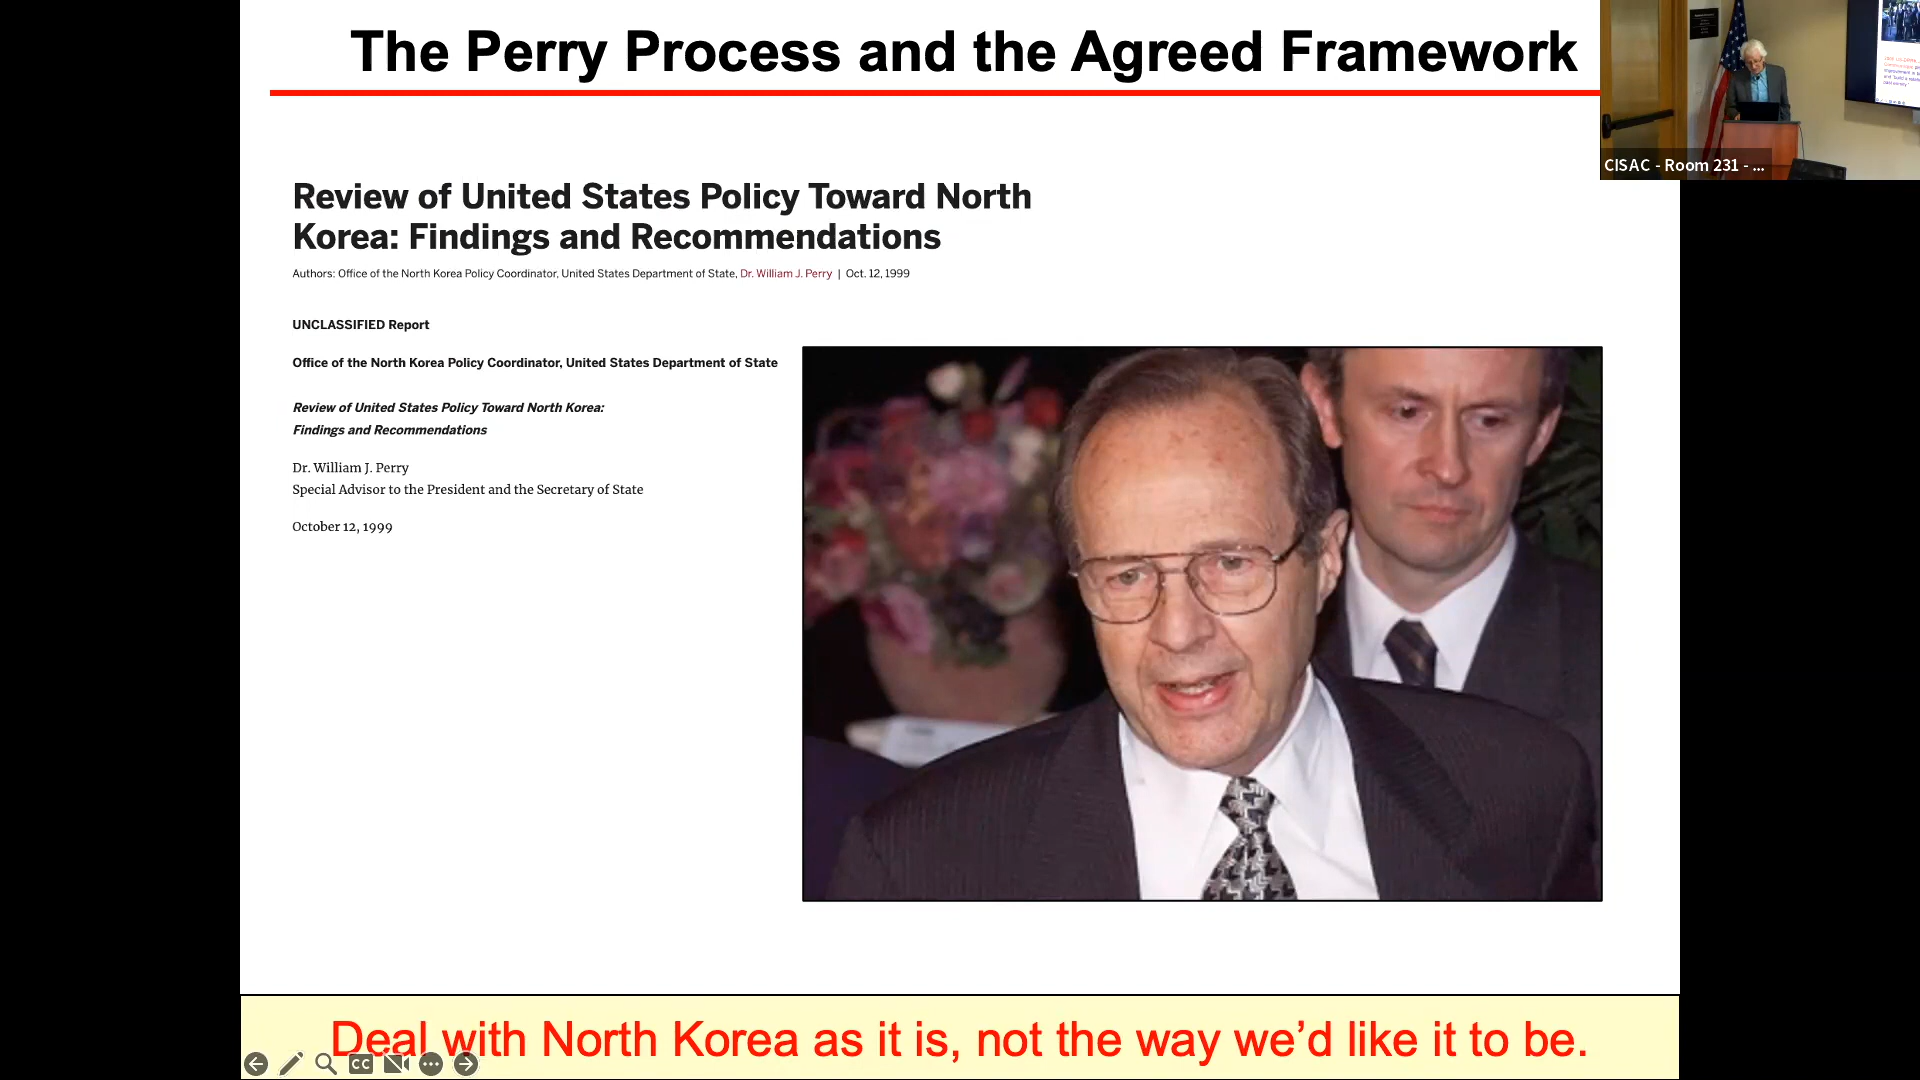 The Perry Process and the Agreed Framework
CISAC - Room 231 - ...
Review of United States Policy Toward North
Korea: Findings and Recommendations
Authors: Office of the North Korea Policy Coordinator, United States Department of State, Dr. William J. Perry | Oct. 12, 1999
UNCLASSIFIED Report
Office of the North Korea Policy Coordinator, United States Department of State
Review of United States Policy Toward North Korea:
Findings and Recommendations
Dr. William J. Perry
Special Advisor to the President and the Secretary of State
October 12, 1999
Deal with North Korea as it is, not the way we’d like it to be.
CC